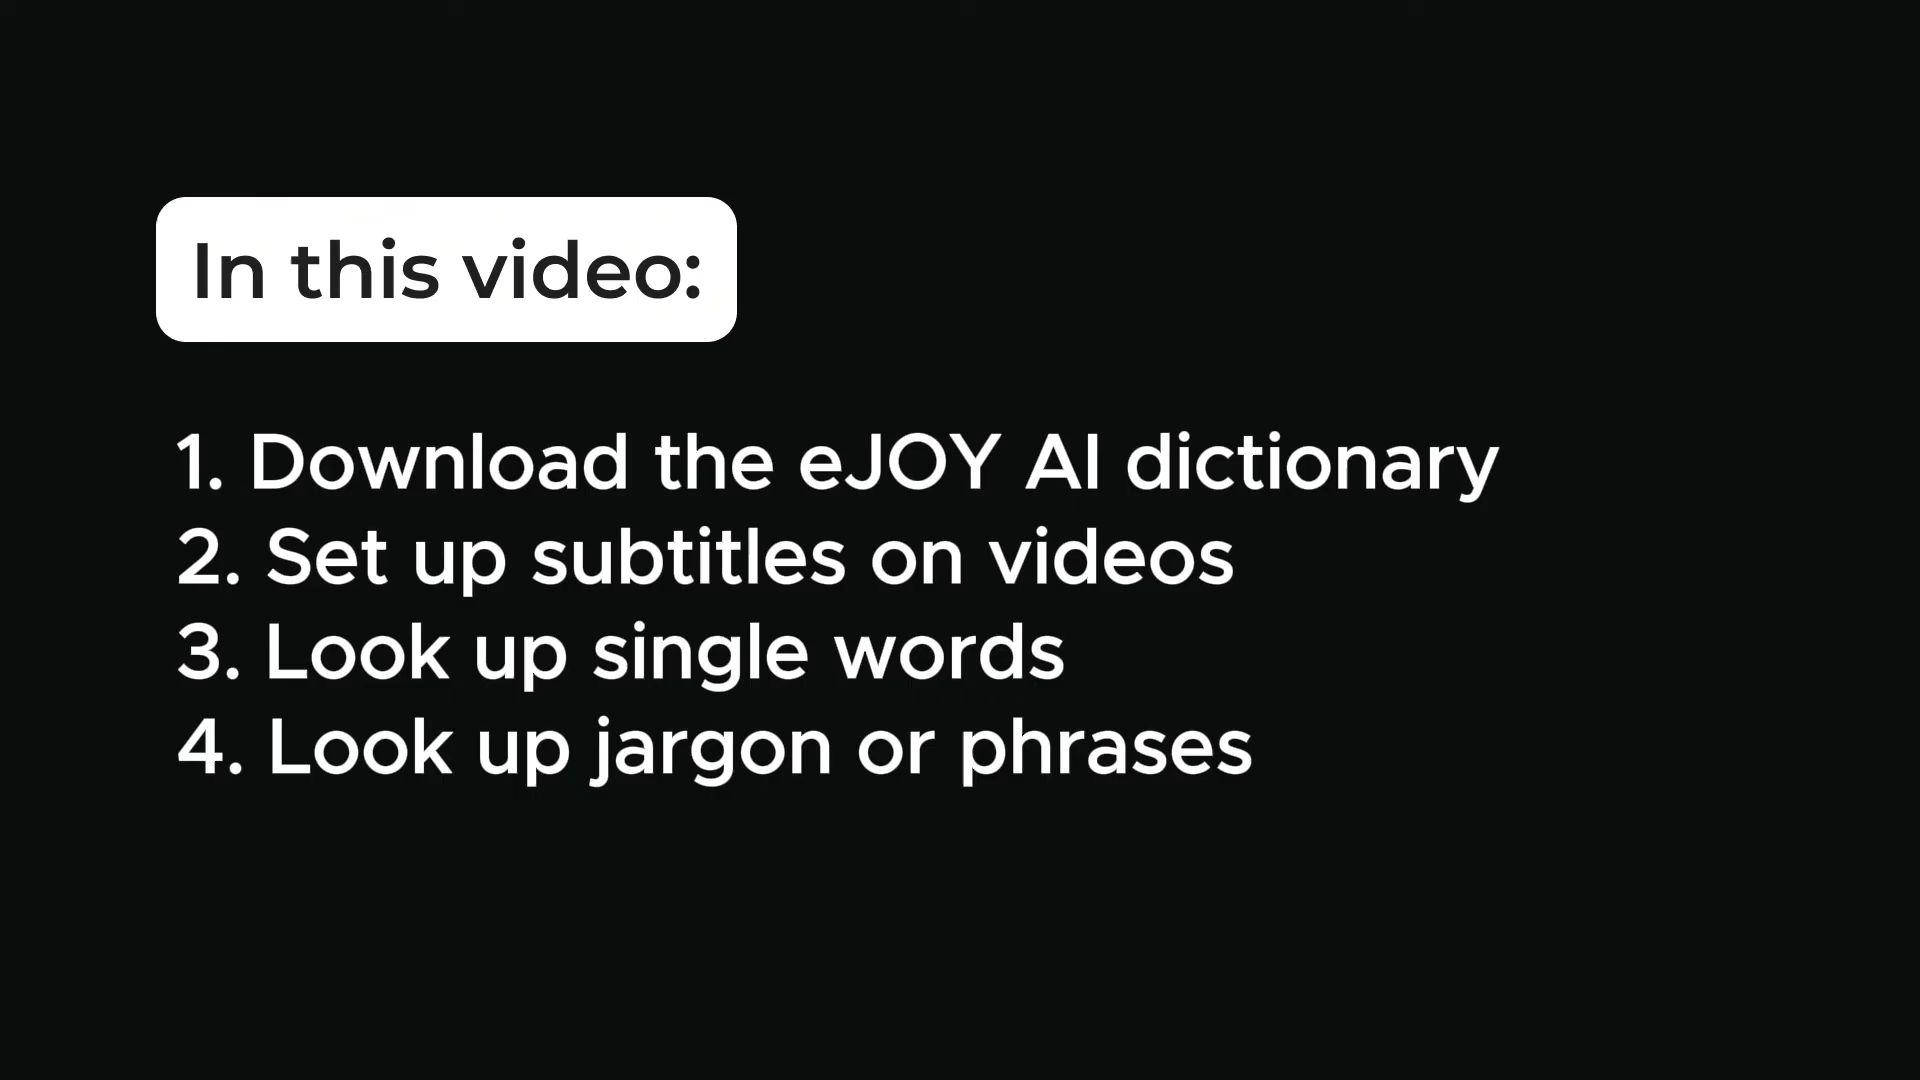 In this video:
1. Download the eJOY AI dictionary
2. Set up subtitles on videos
3. Look up single words
4. Look up jargon or phrases